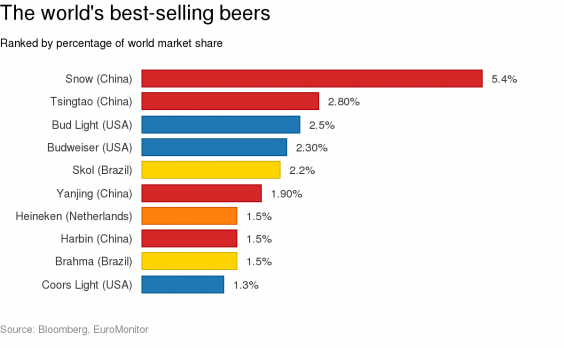 The world's best-selling beers
Ranked by percentage of world market share
Snow (China) 5.4%
Tsingtao (China) 2.80%
Bud Light (USA) 2.5%
Budweiser (USA) 2.30%
Skol (Brazil) 2.2%
Yanjing (China) 1.90%
Heineken (Netherlands) 1.5%
Harbin (China) 1.5%
Brahma (Brazil) 1.5%
Coors Light (USA) 1.3%
Source: Bloomberg, EuroMonitor